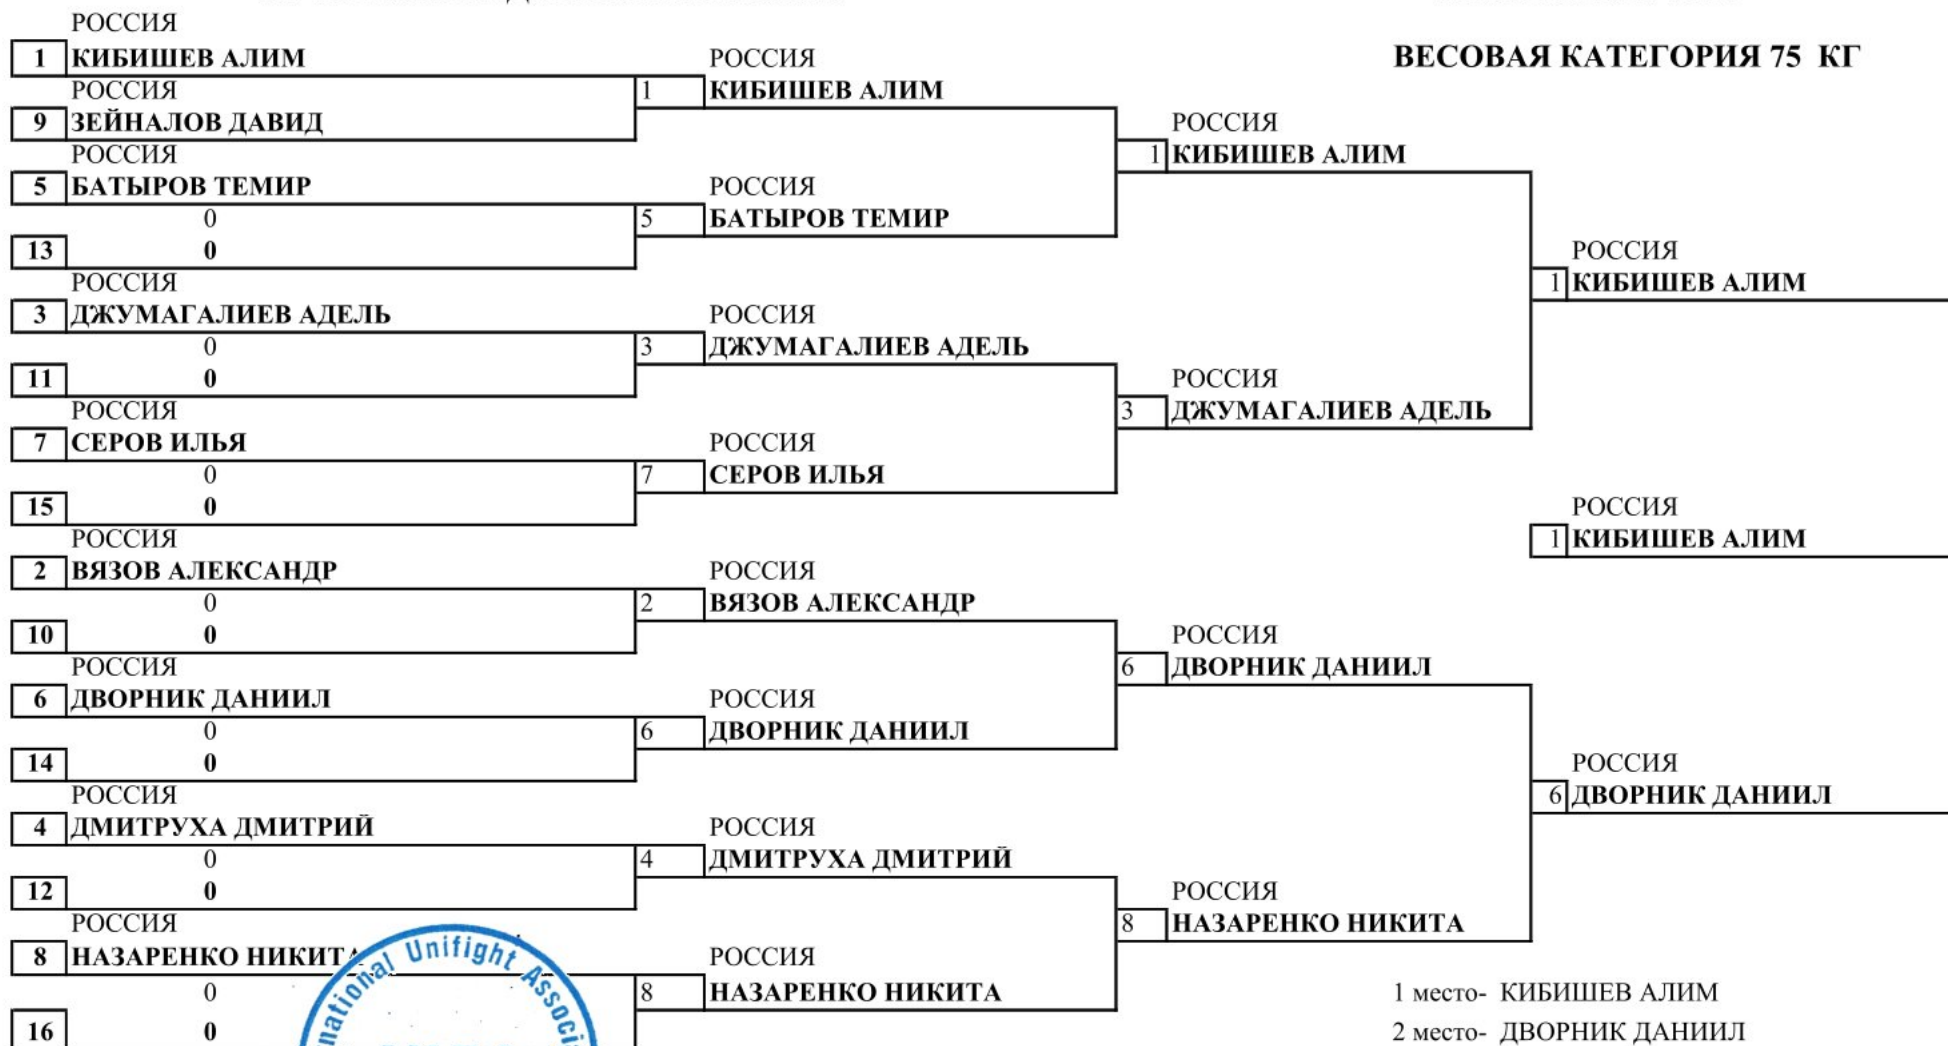 РОССИЯ
1 КИБИШЕВ АЛИМ РОССИЯ ВЕСОВАЯ КАТЕГОРИЯ 75 КГ
РОССИЯ 1 КИБИШЕВ АЛИМ
9 ЗЕЙНАЛОВ ДАВИД РОССИЯ
РОССИЯ 1 КИБИШЕВ АЛИМ
5 БАТЫРОВ ТЕМИР РОССИЯ
0 5 БАТЫРОВ ТЕМИР
13 0 РОССИЯ
РОССИЯ 1 КИБИШЕВ АЛИМ
3 ДЖУМАГАЛИЕВ АДЕЛЬ РОССИЯ
0 3 ДЖУМАГАЛИЕВ АДЕЛЬ
11 0 РОССИЯ
РОССИЯ 3 ДЖУМАГАЛИЕВ АДЕЛЬ
7 СЕРОВ ИЛЬЯ РОССИЯ
0 7 СЕРОВ ИЛЬЯ
15 0 РОССИЯ
РОССИЯ 1 КИБИШЕВ АЛИМ
2 ВЯЗОВ АЛЕКСАНДР РОССИЯ
0 2 ВЯЗОВ АЛЕКСАНДР
10 0 РОССИЯ
РОССИЯ 6 ДВОРНИК ДАНИИЛ
6 ДВОРНИК ДАНИИЛ РОССИЯ
0 6 ДВОРНИК ДАНИИЛ
14 0 РОССИЯ
РОССИЯ 6 ДВОРНИК ДАНИИЛ
4 ДМИТРУХА ДМИТРИЙ РОССИЯ
0 4 ДМИТРУХА ДМИТРИЙ
12 0 РОССИЯ
РОССИЯ 8 НАЗАРЕНКО НИКИТА
8 НАЗАРЕНКО НИКИТА РОССИЯ
0 8 НАЗАРЕНКО НИКИТА 1 место- КИБИШЕВ АЛИМ
16 0 2 место- ДВОРНИК ДАНИИЛ
national Unifight Associ